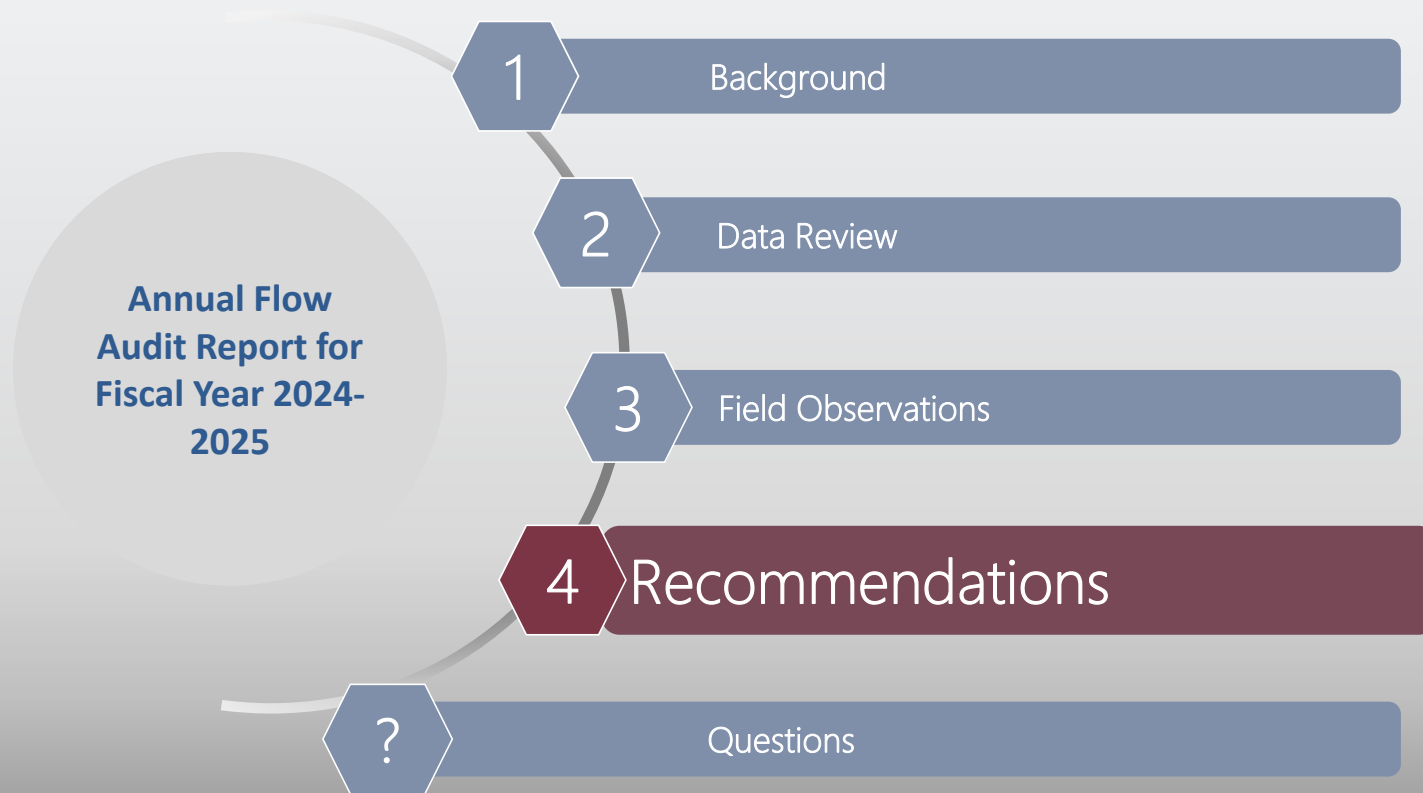 Annual Flow
Audit Report for
Fiscal Year 2024-
2025
1 Background
2 Data Review
3 Field Observations
4 Recommendations
? Questions